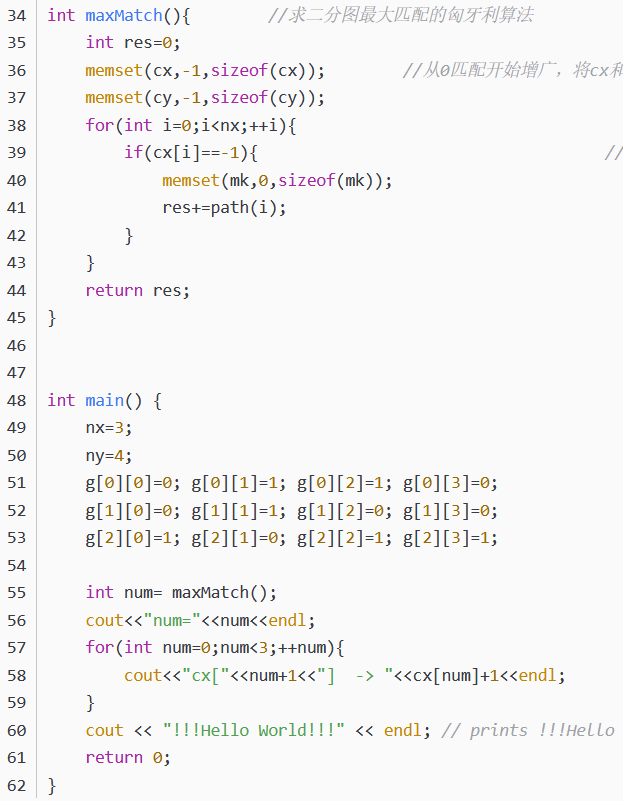 34 int maxMatch(){        //求二分图最大匹配的匈牙利算法
35     int res=0;
36     memset(cx,-1,sizeof(cx));        //从0匹配开始增广，将cx和
37     memset(cy,-1,sizeof(cy));
38     for(int i=0;i<nx;++i){
39         if(cx[i]==-1){                                    //
40             memset(mk,0,sizeof(mk));
41             res+=path(i);
42         }
43     }
44     return res;
45 }
46
47
48 int main() {
49     nx=3;
50     ny=4;
51     g[0][0]=0; g[0][1]=1; g[0][2]=1; g[0][3]=0;
52     g[1][0]=0; g[1][1]=1; g[1][2]=0; g[1][3]=0;
53     g[2][0]=1; g[2][1]=0; g[2][2]=1; g[2][3]=1;
54
55     int num= maxMatch();
56     cout<<"num="<<num<<endl;
57     for(int num=0;num<3;++num){
58         cout<<"cx["<<num+1<<"]  -> "<<cx[num]+1<<endl;
59     }
60     cout << "!!!Hello World!!!" << endl; // prints !!!Hello
61     return 0;
62 }